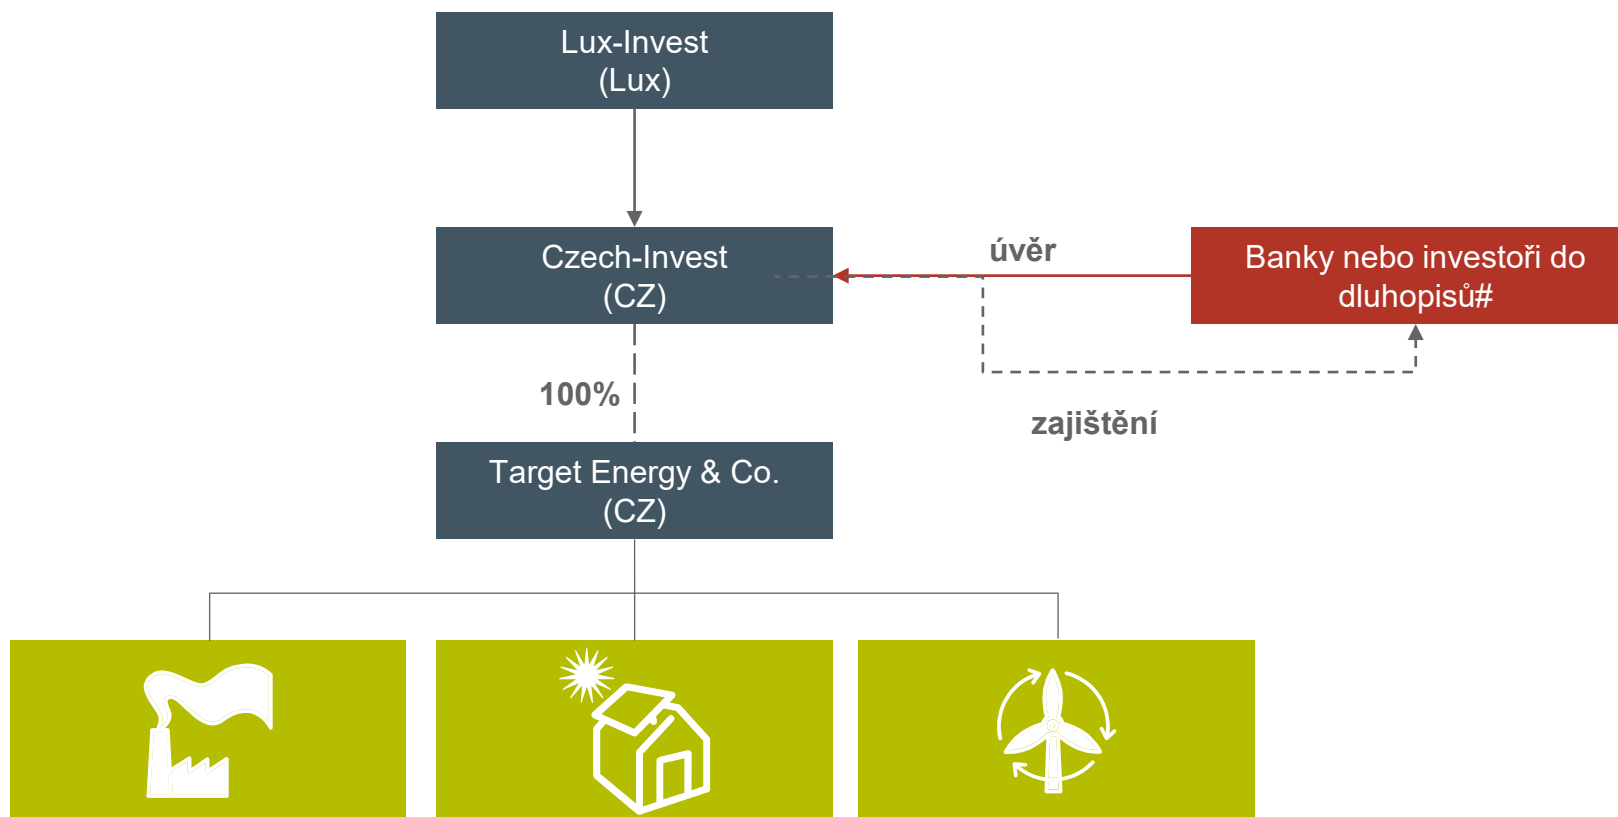 Lux-Invest
(Lux)
Czech-Invest
(CZ)
úvěr
Banky nebo investoři do
dluhopisů#
100%
zajištění
Target Energy & Co.
(CZ)